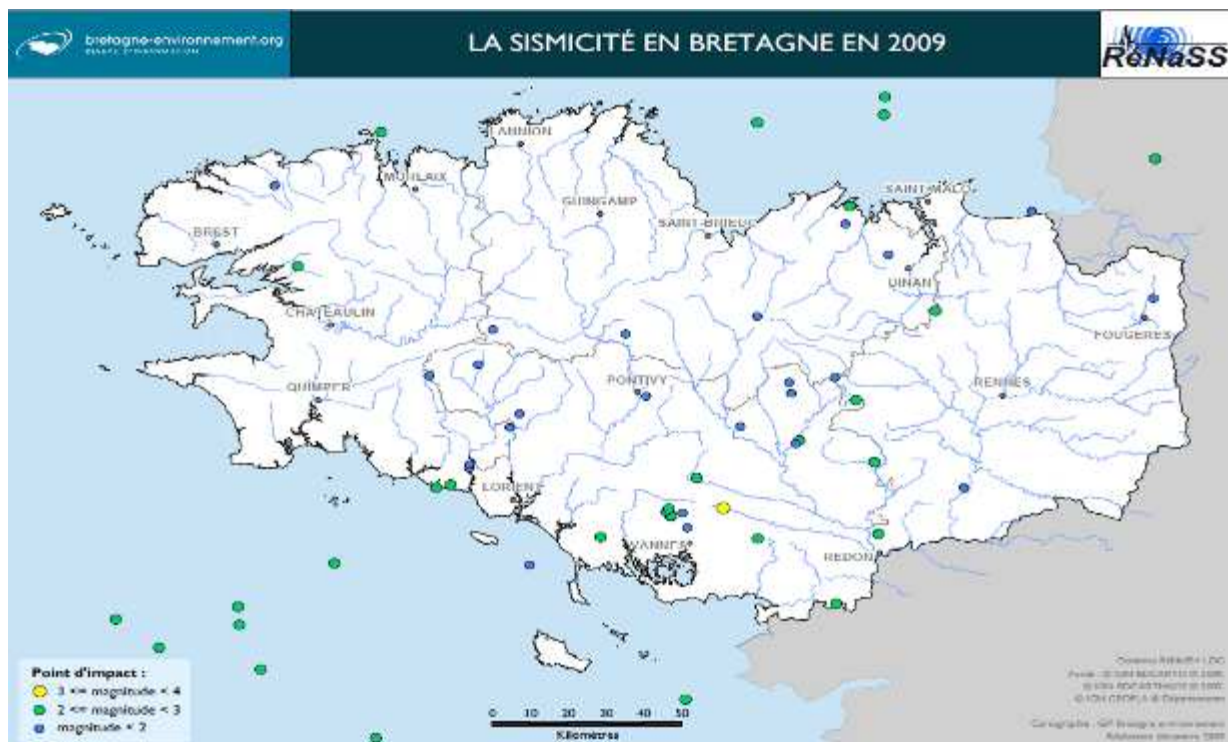 bretagne-environnement.org
LA SISMICITÉ EN BRETAGNE EN 2009
RéNaSS
LANNION
MORLAIX
GUINGAMP
SAINT-MALO
SAINT-BRIEUC
BREST
DINAN
CHATEAULIN
FOUGERES
QUIMPER
PONTIVY
RENNES
LORIENT
VANNES
REDON
Point d'impact :
3 <= magnitude < 4
2 <= magnitude < 3
magnitude < 2
0 10 20 30 40 50
Kilomètres